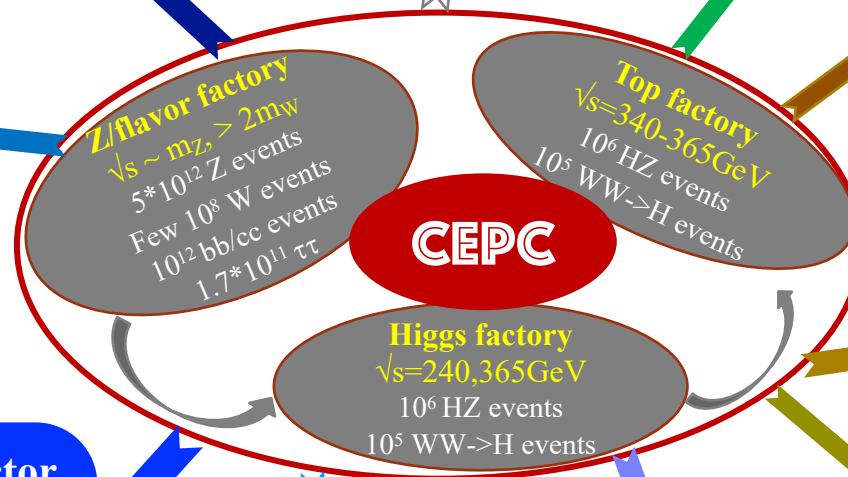 Z/flavor factory
√s ~ mZ, > 2mW
5*10¹² Z events
Few 10⁸ W events
10¹² bb/cc events
1.7*10¹¹ ττ
Top factory
√s=340-365GeV
10⁶ HZ events
10⁵ WW->H events
CEPC
Higgs factory
√s=240,365GeV
10⁶ HZ events
10⁵ WW->H events